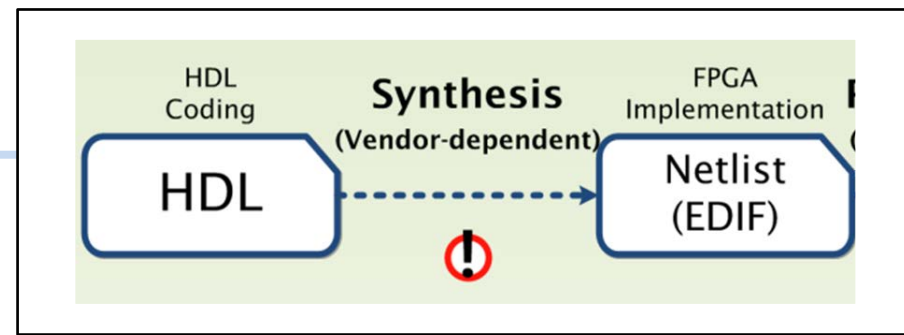 HDL
Coding
HDL
Synthesis
(Vendor-dependent)
FPGA
Implementation
Netlist
(EDIF)
!